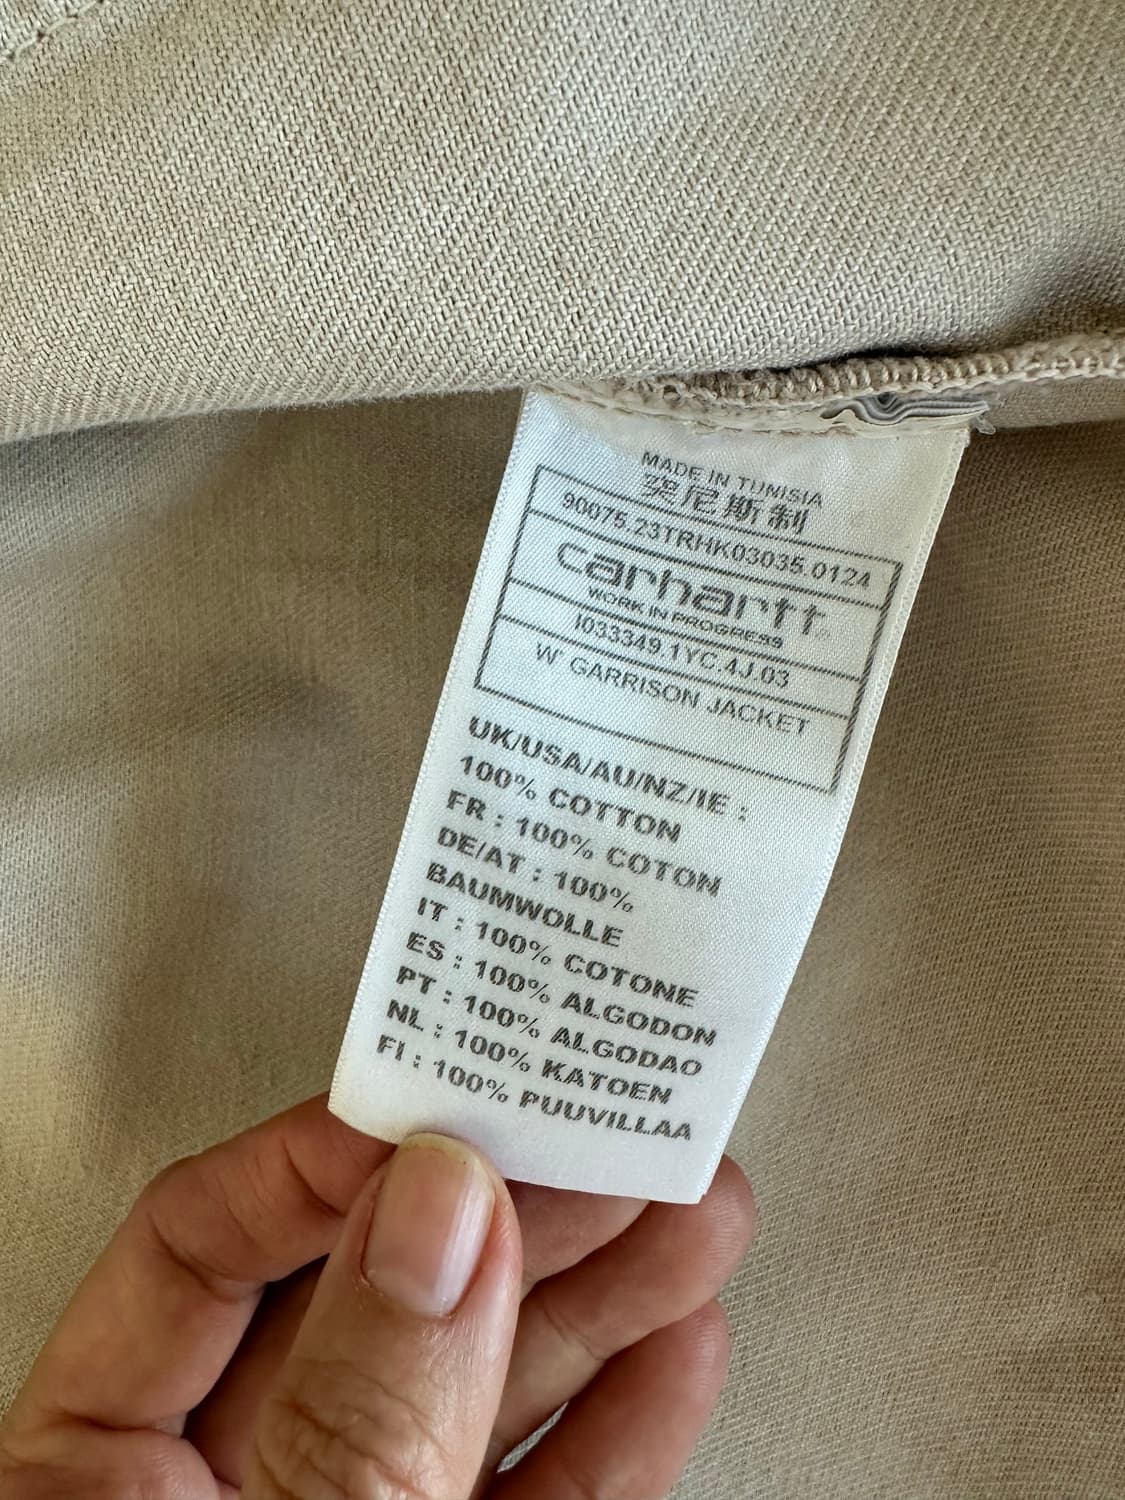 MADE IN TUNISIA
突尼斯制
90075.23TRHK03035.0124
carhartt®
WORK IN PROGRESS
I033349.1YC.4J.03
W' GARRISON JACKET
UK/USA/AU/NZ/IE :
100% COTTON
FR : 100% COTON
DE/AT : 100%
BAUMWOLLE
IT : 100% COTONE
ES : 100% ALGODON
PT : 100% ALGODAO
NL : 100% KATOEN
FI : 100% PUUVILLAA